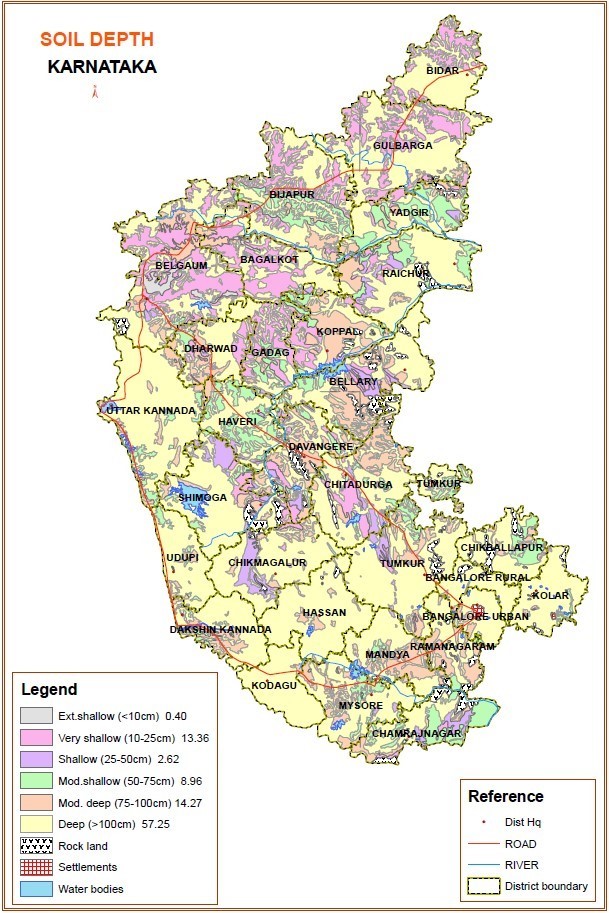 SOIL DEPTH
KARNATAKA
BIDAR
GULBARGA
BIJAPUR
YADGIR
BELGAUM
BAGALKOT
RAICHUR
KOPPAL
DHARWAD
GADAG
BELLARY
UTTAR KANNADA
HAVERI
DAVANGERE
CHITADURGA
TUMKUR
SHIMOGA
CHIKBALLAPUR
UDUPI
CHIKMAGALUR
TUMKUR
BANGALORE RURAL
KOLAR
HASSAN
BANGALORE URBAN
DAKSHIN KANNADA
RAMANAGARAM
MANDYA
KODAGU
MYSORE
CHAMRAJNAGAR
Legend
Ext.shallow (<10cm) 0.40
Very shallow (10-25cm) 13.36
Shallow (25-50cm) 2.62
Mod.shallow (50-75cm) 8.96
Mod. deep (75-100cm) 14.27
Deep (>100cm) 57.25
Rock land
Settlements
Water bodies
Reference
Dist Hq
ROAD
RIVER
District boundary